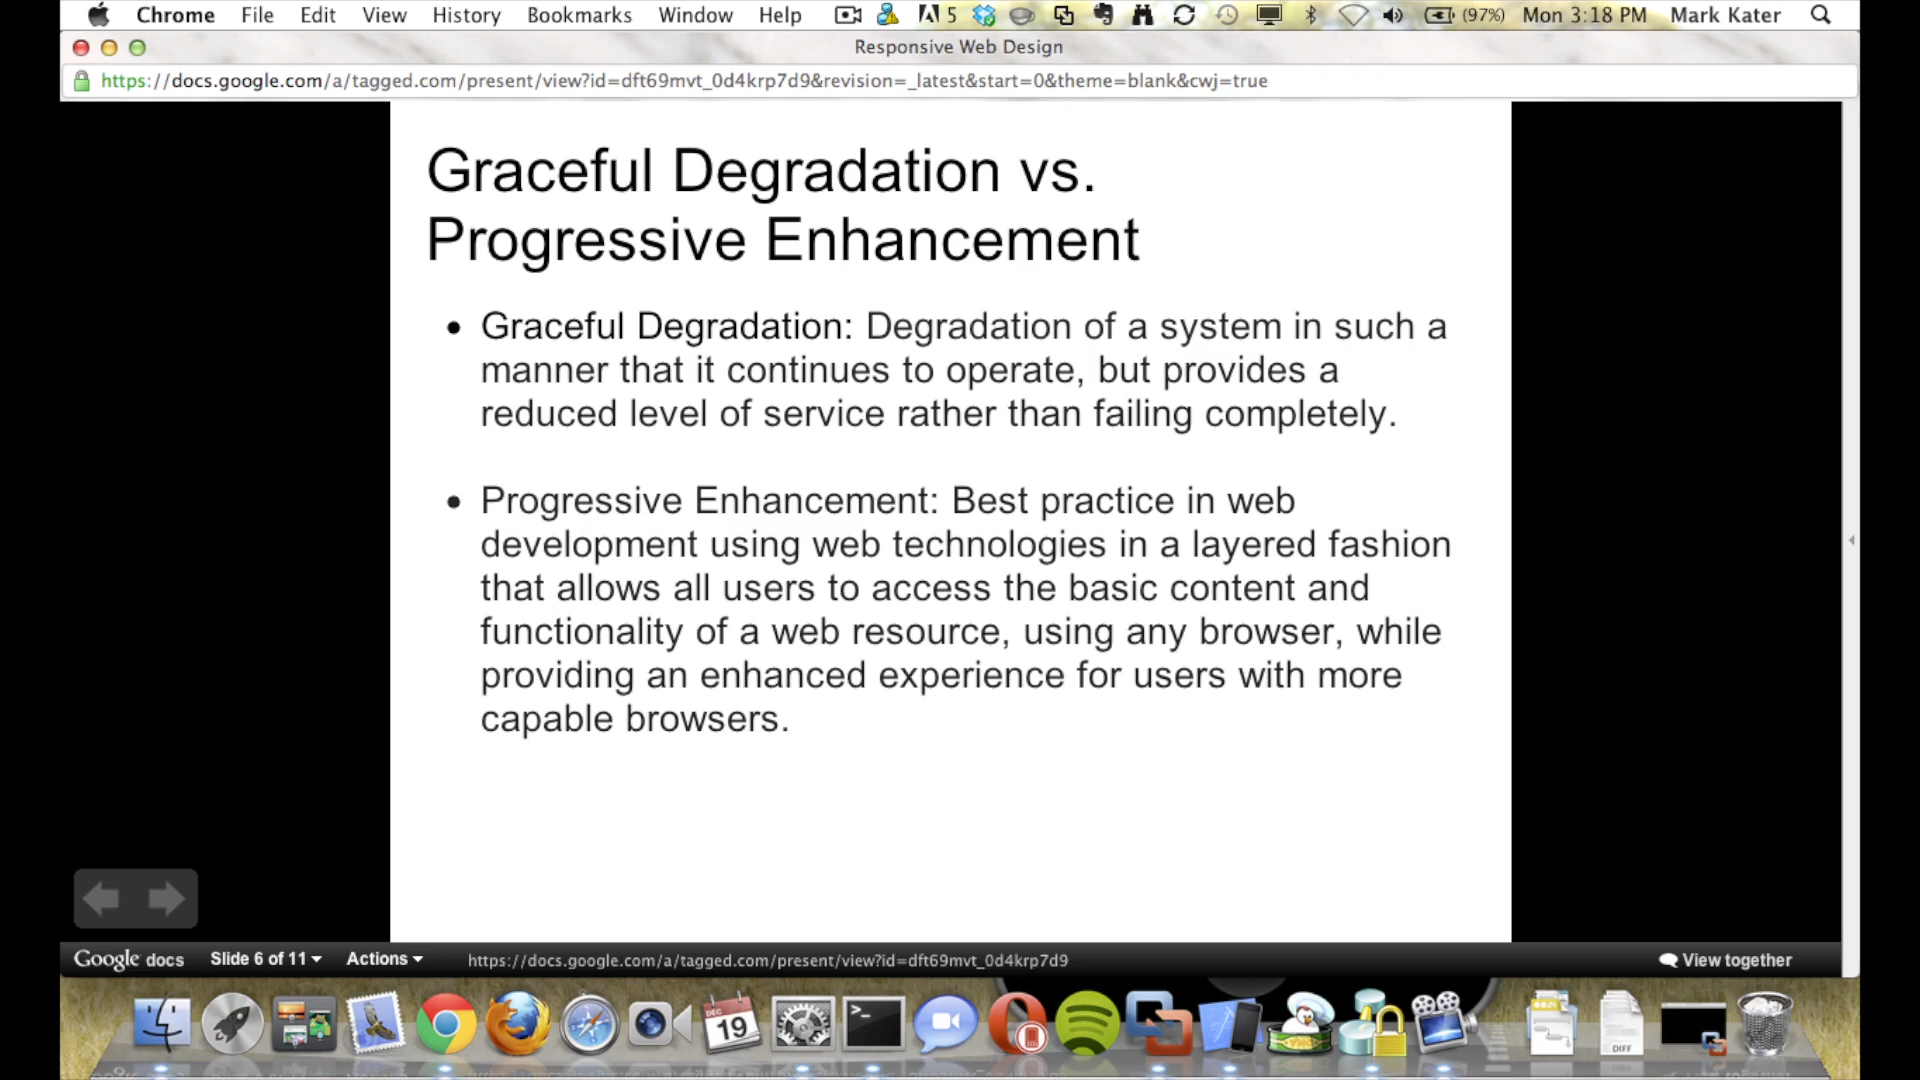 Chrome File Edit View History Bookmarks Window Help 5 (97%) Mon 3:18 PM Mark Kater
Responsive Web Design
https://docs.google.com/a/tagged.com/present/view?id=dft69mvt_0d4krp7d9&revision=_latest&start=0&theme=blank&cwj=true
Graceful Degradation vs.
Progressive Enhancement
• Graceful Degradation: Degradation of a system in such a
manner that it continues to operate, but provides a
reduced level of service rather than failing completely.
• Progressive Enhancement: Best practice in web
development using web technologies in a layered fashion
that allows all users to access the basic content and
functionality of a web resource, using any browser, while
providing an enhanced experience for users with more
capable browsers.
Google docs Slide 6 of 11 Actions https://docs.google.com/a/tagged.com/present/view?id=dft69mvt_0d4krp7d9 View together
DEC
19
>_
DIFF